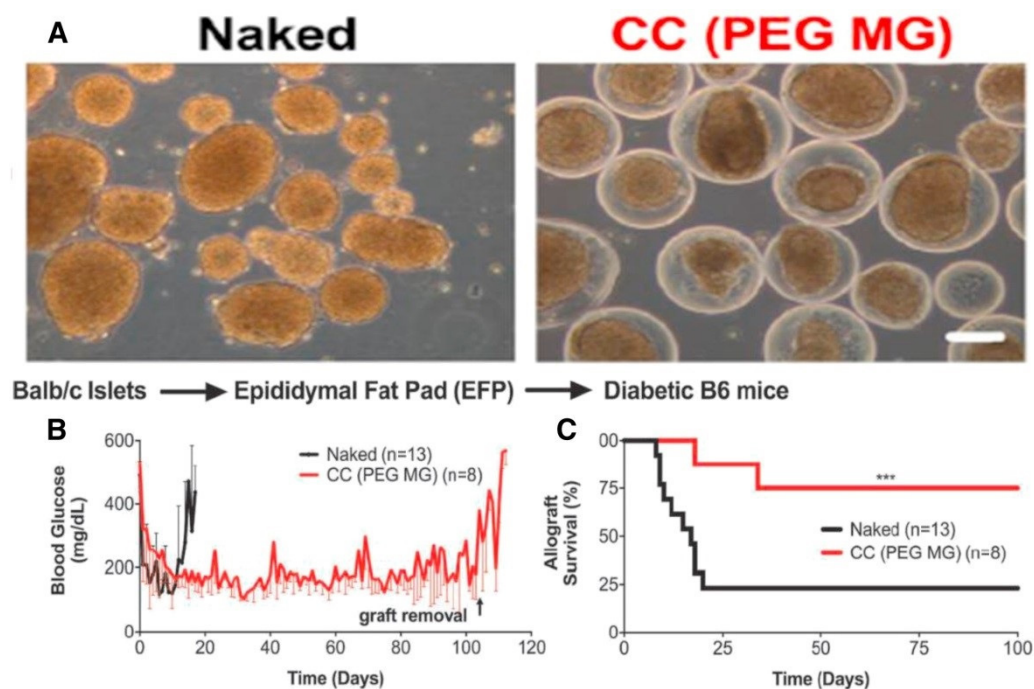 A
Naked
CC (PEG MG)
Balb/c Islets → Epididymal Fat Pad (EFP) → Diabetic B6 mice
B
600
400
200
0
Blood Glucose
(mg/dL)
Naked (n=13)
CC (PEG MG) (n=8)
graft removal
0 20 40 60 80 100 120
Time (Days)
C
00
75
50
25
0
Allograft
Survival (%)
***
Naked (n=13)
CC (PEG MG) (n=8)
0 25 50 75 100
Time (Days)